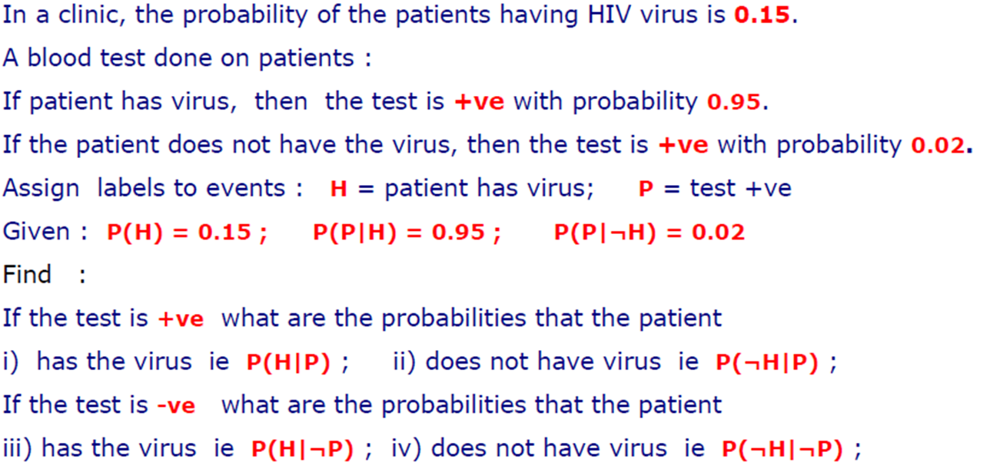 In a clinic, the probability of the patients having HIV virus is 0.15.
A blood test done on patients :
If patient has virus, then the test is +ve with probability 0.95.
If the patient does not have the virus, then the test is +ve with probability 0.02.
Assign labels to events : H = patient has virus; P = test +ve
Given : P(H) = 0.15 ; P(P|H) = 0.95 ; P(P|¬H) = 0.02
Find :
If the test is +ve what are the probabilities that the patient
i) has the virus ie P(H|P) ; ii) does not have virus ie P(¬H|P) ;
If the test is -ve what are the probabilities that the patient
iii) has the virus ie P(H|¬P) ; iv) does not have virus ie P(¬H|¬P) ;